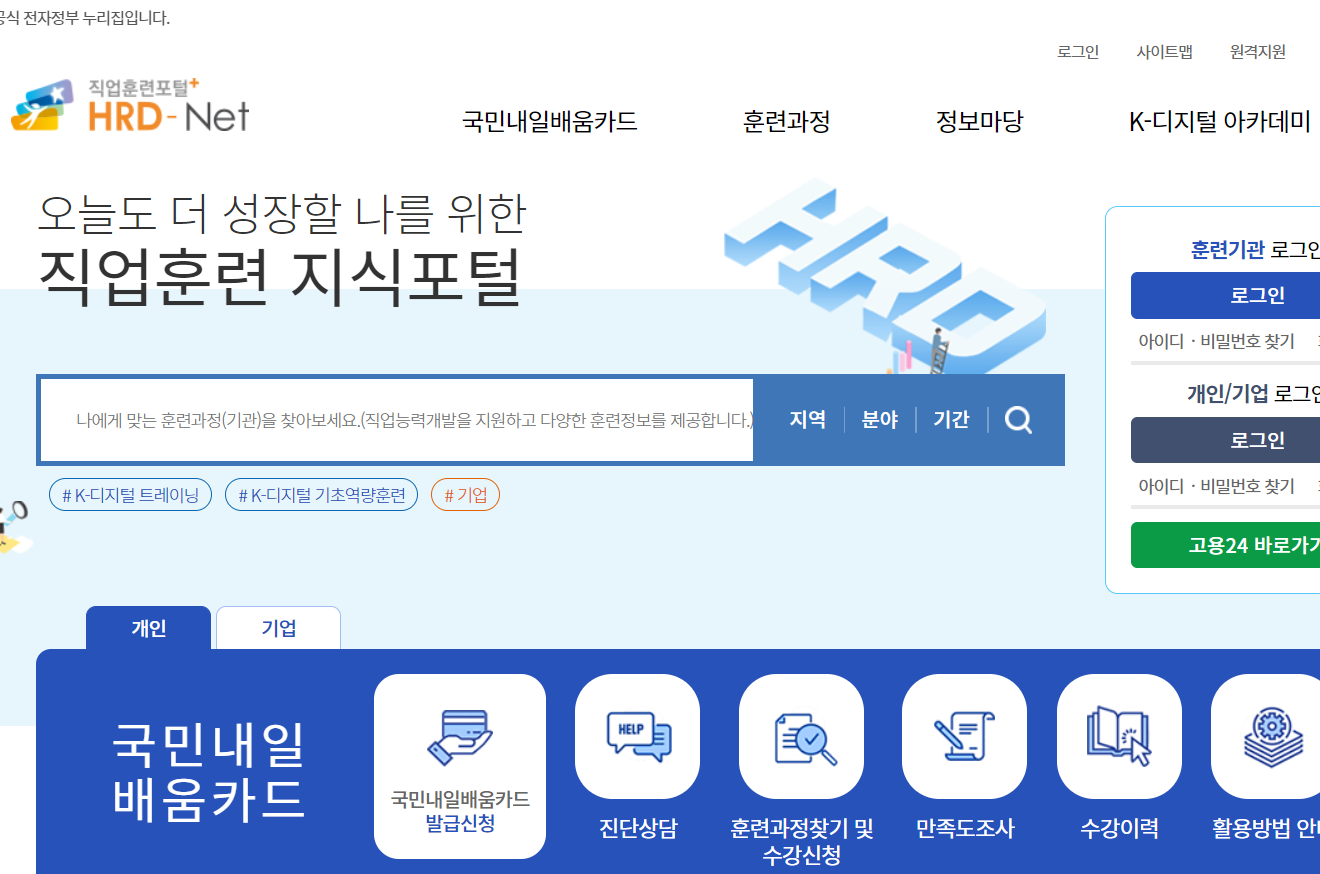 공식 전자정부 누리집입니다.
로그인 사이트맵 원격지원
직업훈련포털+
HRD-Net
국민내일배움카드 훈련과정 정보마당 K-디지털 아카데미
오늘도 더 성장할 나를 위한
직업훈련 지식포털
HRD
훈련기관 로그인
로그인
아이디 · 비밀번호 찾기
개인/기업 로그인
로그인
아이디 · 비밀번호 찾기
고용24 바로가기
나에게 맞는 훈련과정(기관)을 찾아보세요.(직업능력개발을 지원하고 다양한 훈련정보를 제공합니다.)
지역 분야 기간
# K-디지털 트레이닝 # K-디지털 기초역량훈련 # 기업
개인 기업
국민내일
배움카드
국민내일배움카드
발급신청
HELP
진단상담
훈련과정찾기 및
수강신청
만족도조사
수강이력
활용방법